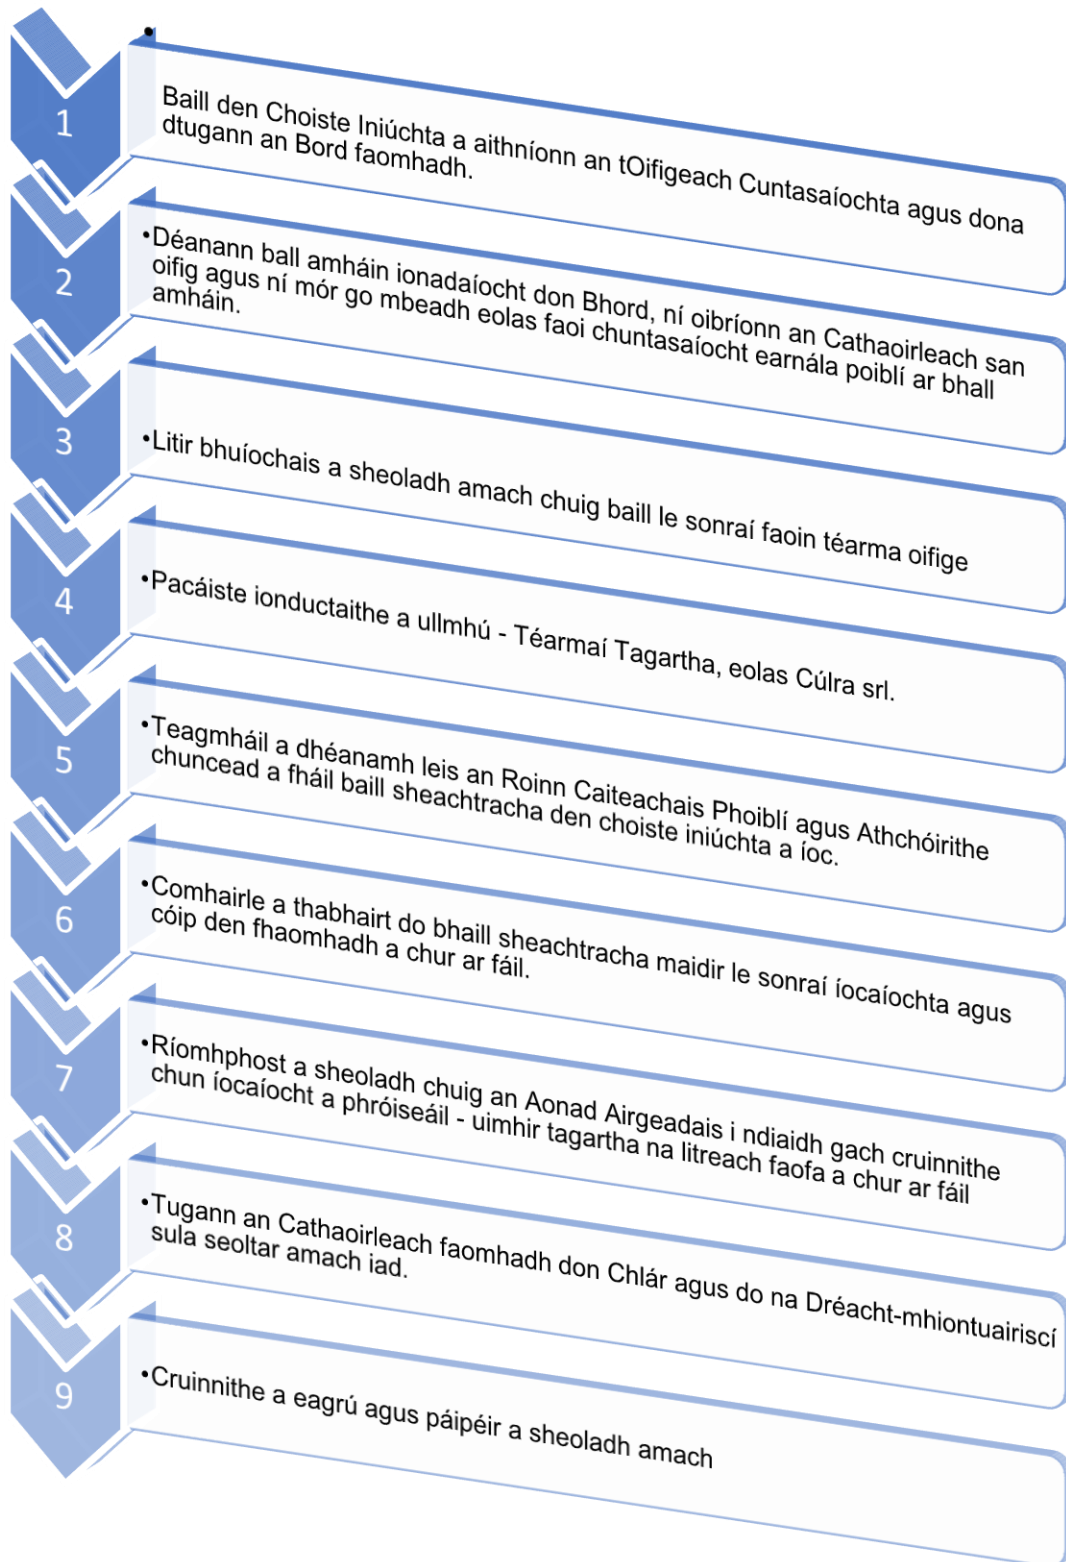 •
1
Baill den Choiste Iniúchta a aithníonn an tOifigeach Cuntasaíochta agus dona
dtugann an Bord faomhadh.
2
•Déanann ball amháin ionadaíocht don Bhord, ní oibríonn an Cathaoirleach san
oifig agus ní mór go mbeadh eolas faoi chuntasaíocht earnála poiblí ar bhall
amháin.
3
•Litir bhuíochais a sheoladh amach chuig baill le sonraí faoin téarma oifige
4
•Pacáiste ionductaithe a ullmhú - Téarmaí Tagartha, eolas Cúlra srl.
5
•Teagmháil a dhéanamh leis an Roinn Caiteachais Phoiblí agus Athchóirithe
chuncead a fháil baill sheachtracha den choiste iniúchta a íoc.
6
•Comhairle a thabhairt do bhaill sheachtracha maidir le sonraí íocaíochta agus
cóip den fhaomhadh a chur ar fáil.
7
•Ríomhphost a sheoladh chuig an Aonad Airgeadais i ndiaidh gach cruinnithe
chun íocaíocht a phróiseáil - uimhir tagartha na litreach faofa a chur ar fáil
8
•Tugann an Cathaoirleach faomhadh don Chlár agus do na Dréacht-mhiontuairiscí
sula seoltar amach iad.
9
•Cruinnithe a eagrú agus páipéir a sheoladh amach